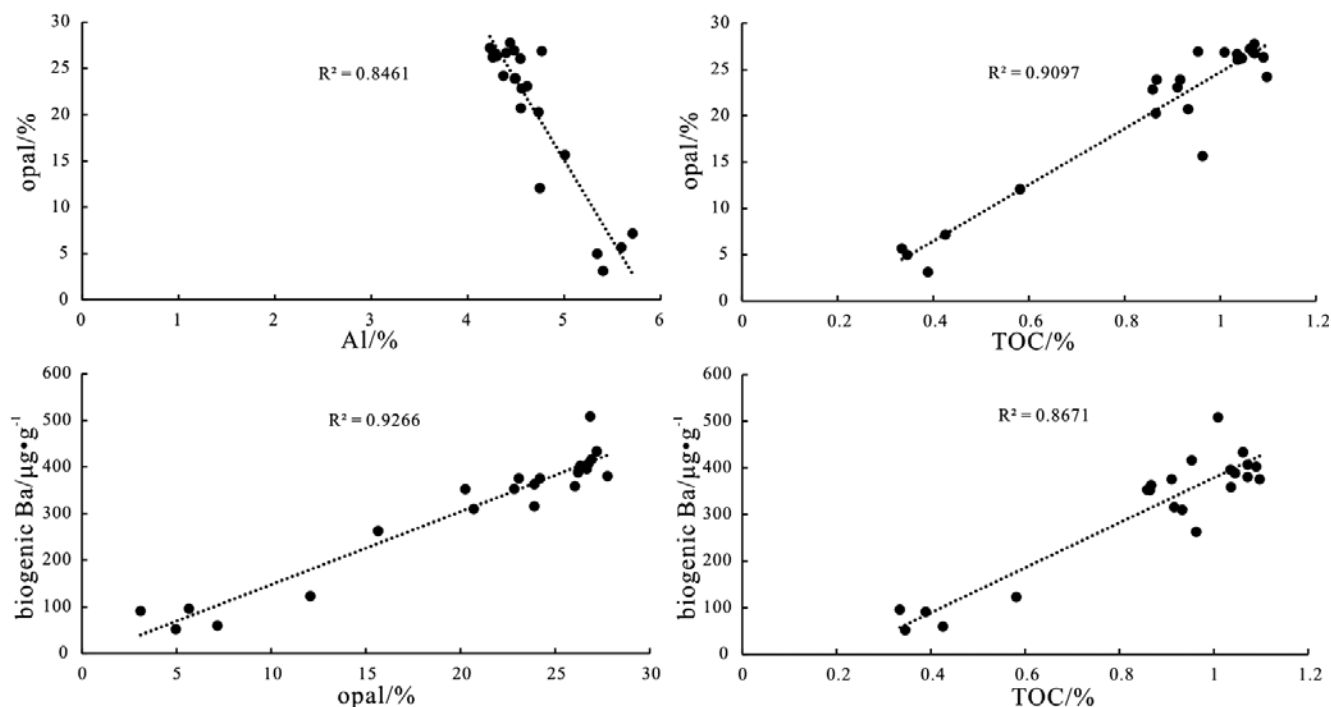 30
25
20
15
10
5
0
opal/%
R² = 0.8461
0 1 2 3 4 5 6
Al/%
30
25
20
15
10
5
0
opal/%
R² = 0.9097
0 0.2 0.4 0.6 0.8 1 1.2
TOC/%
600
500
400
300
200
100
0
biogenic Ba/μg•g⁻¹
R² = 0.9266
0 5 10 15 20 25 30
opal/%
600
500
400
300
200
100
0
biogenic Ba/μg•g⁻¹
R² = 0.8671
0 0.2 0.4 0.6 0.8 1 1.2
TOC/%